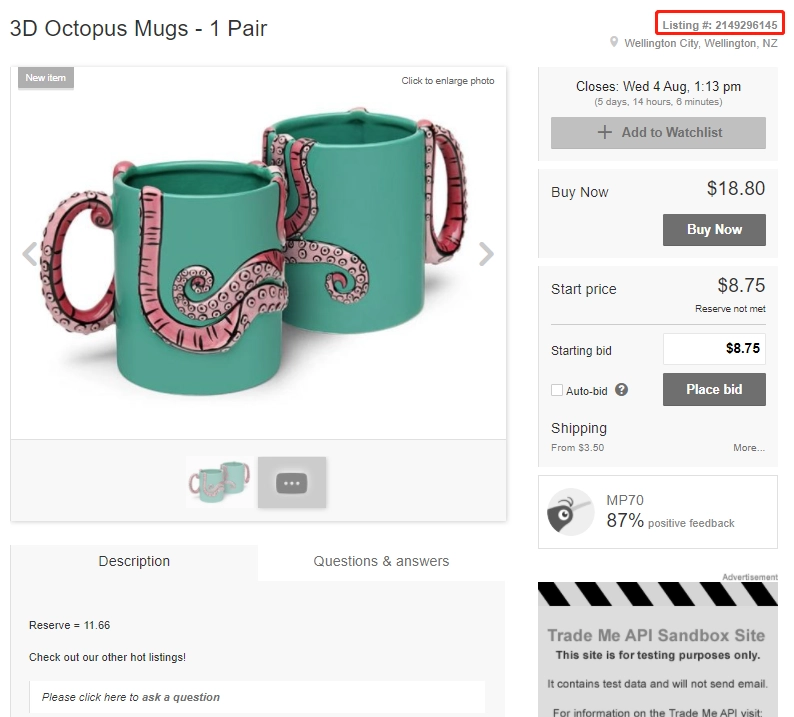 3D Octopus Mugs - 1 Pair
Listing #: 2149296145
Wellington City, Wellington, NZ
New item
Click to enlarge photo
Closes: Wed 4 Aug, 1:13 pm
(5 days, 14 hours, 6 minutes)
+ Add to Watchlist
Buy Now
$18.80
Buy Now
Start price
$8.75
Reserve not met
Starting bid
$8.75
Auto-bid ?
Place bid
Shipping
From $3.50
More...
MP70
87% positive feedback
Description
Questions & answers
Reserve = 11.66
Check out our other hot listings!
Please click here to ask a question
Advertisement
Trade Me API Sandbox Site
This site is for testing purposes only.
It contains test data and will not send email.
For information on the Trade Me API visit: